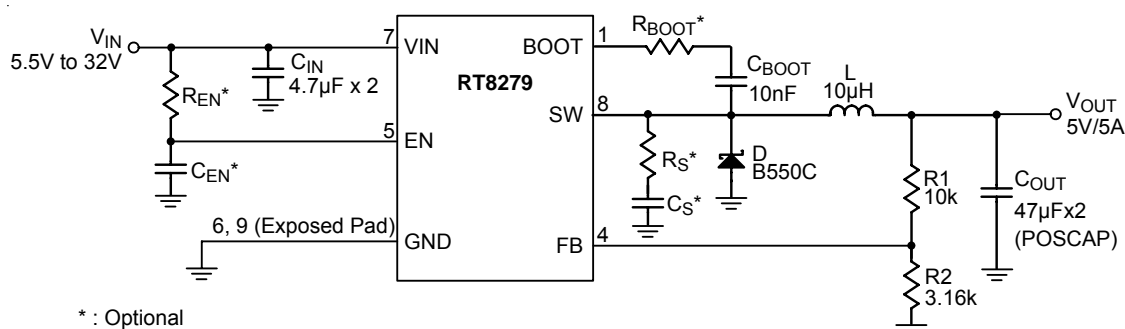 VIN
5.5V to 32V
REN*
CIN
4.7µF x 2
CEN*
7
VIN
5
EN
6, 9 (Exposed Pad)
GND
RT8279
BOOT
1
SW
8
FB
4
RBOOT*
CBOOT
10nF
L
10µH
RS*
CS*
D
B550C
VOUT
5V/5A
R1
10k
COUT
47µFx2
(POSCAP)
R2
3.16k
* : Optional